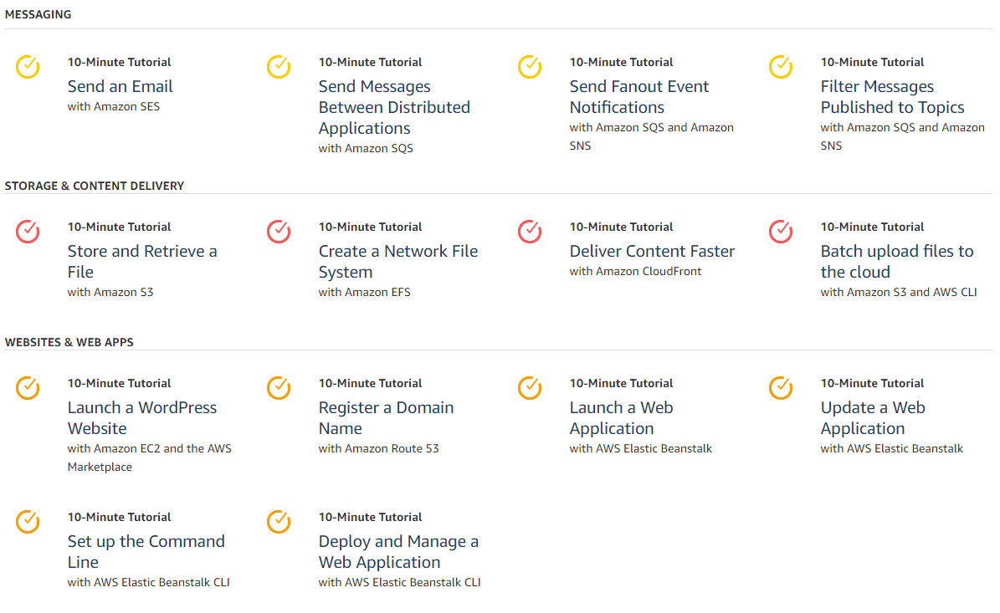 MESSAGING
10-Minute Tutorial
Send an Email
with Amazon SES
10-Minute Tutorial
Send Messages
Between Distributed
Applications
with Amazon SQS
10-Minute Tutorial
Send Fanout Event
Notifications
with Amazon SQS and Amazon
SNS
10-Minute Tutorial
Filter Messages
Published to Topics
with Amazon SQS and Amazon
SNS
STORAGE & CONTENT DELIVERY
10-Minute Tutorial
Store and Retrieve a
File
with Amazon S3
10-Minute Tutorial
Create a Network File
System
with Amazon EFS
10-Minute Tutorial
Deliver Content Faster
with Amazon CloudFront
10-Minute Tutorial
Batch upload files to
the cloud
with Amazon S3 and AWS CLI
WEBSITES & WEB APPS
10-Minute Tutorial
Launch a WordPress
Website
with Amazon EC2 and the AWS
Marketplace
10-Minute Tutorial
Register a Domain
Name
with Amazon Route 53
10-Minute Tutorial
Launch a Web
Application
with AWS Elastic Beanstalk
10-Minute Tutorial
Update a Web
Application
with AWS Elastic Beanstalk
10-Minute Tutorial
Set up the Command
Line
with AWS Elastic Beanstalk CLI
10-Minute Tutorial
Deploy and Manage a
Web Application
with AWS Elastic Beanstalk CLI